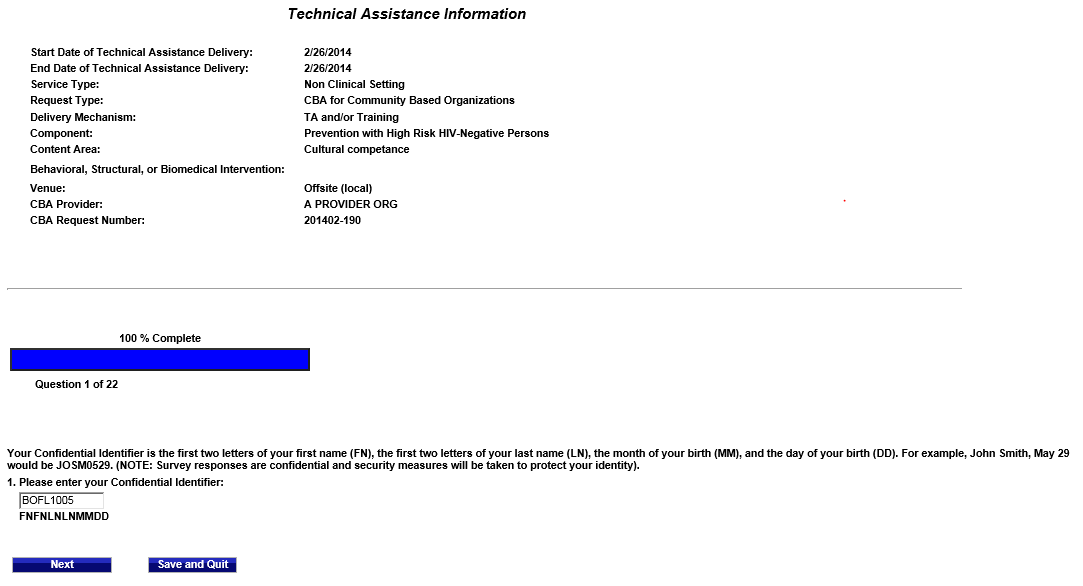 Technical Assistance Information
Start Date of Technical Assistance Delivery: 2/26/2014
End Date of Technical Assistance Delivery: 2/26/2014
Service Type: Non Clinical Setting
Request Type: CBA for Community Based Organizations
Delivery Mechanism: TA and/or Training
Component: Prevention with High Risk HIV-Negative Persons
Content Area: Cultural competance
Behavioral, Structural, or Biomedical Intervention:
Venue: Offsite (local)
CBA Provider: A PROVIDER ORG
CBA Request Number: 201402-190
100 % Complete
Question 1 of 22
Your Confidential Identifier is the first two letters of your first name (FN), the first two letters of your last name (LN), the month of your birth (MM), and the day of your birth (DD). For example, John Smith, May 29
would be JOSM0529. (NOTE: Survey responses are confidential and security measures will be taken to protect your identity).
1. Please enter your Confidential Identifier:
BOFL1005
FNFNLNLNMMDD
Next Save and Quit